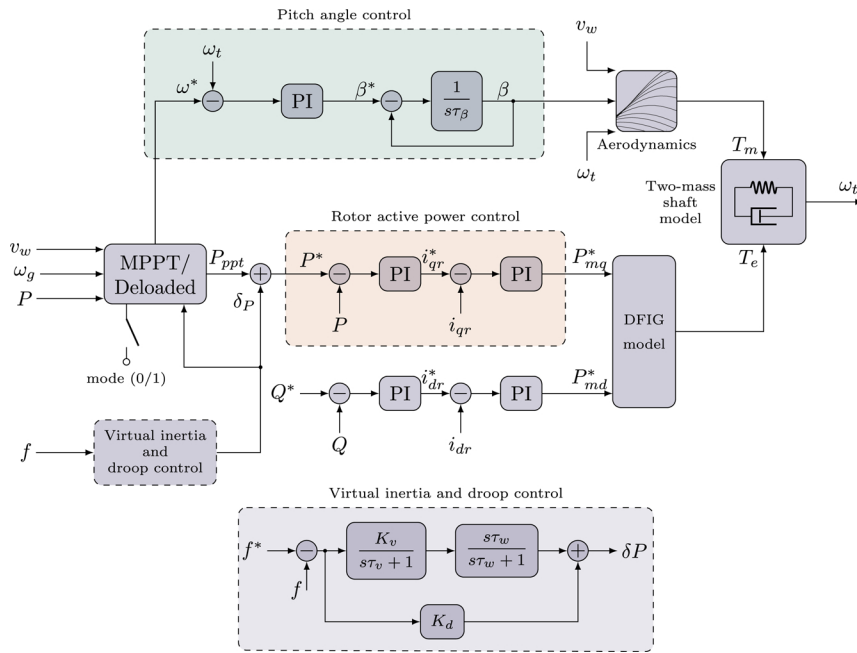 Pitch angle control
v_w
ω_t
ω*
PI
β*
1
sτ_β
β
Aerodynamics
ω_t
T_m
Two-mass
shaft
model
ω_t
T_e
Rotor active power control
v_w
ω_g
P
MPPT/
Deloaded
P_ppt
δ_P
P*
P
PI
i*_qr
i_qr
PI
P*_mq
DFIG
model
mode (0/1)
Q*
Q
PI
i*_dr
i_dr
PI
P*_md
f
Virtual inertia
and
droop control
Virtual inertia and droop control
f*
f
K_v
sτ_v + 1
sτ_w
sτ_w + 1
δP
K_d